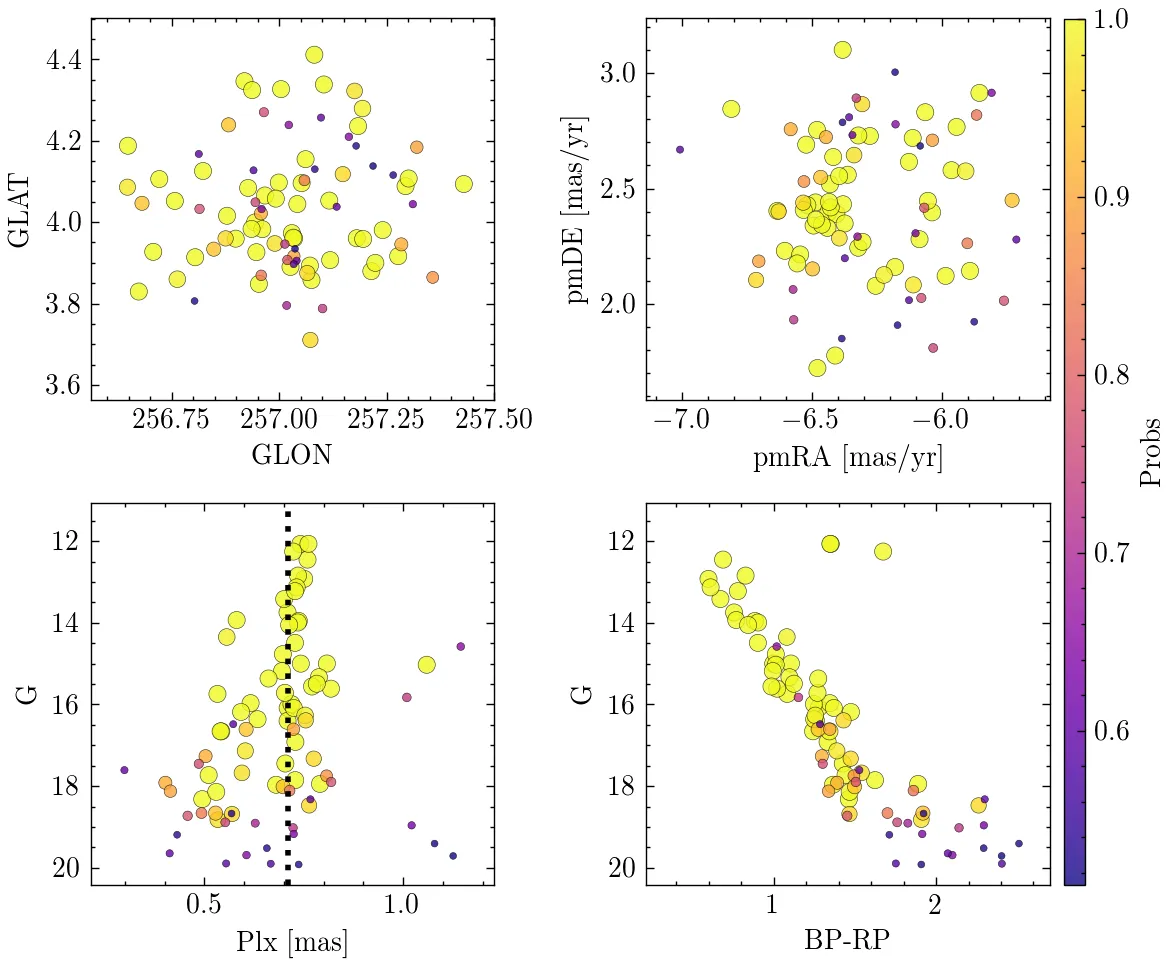 4.4
4.2
4.0
3.8
3.6
GLAT
256.75 257.00 257.25 257.50
GLON
3.0
2.5
2.0
pmDE [mas/yr]
−7.0 −6.5 −6.0
pmRA [mas/yr]
12
14
16
18
20
G
0.5 1.0
Plx [mas]
12
14
16
18
20
G
1 2
BP-RP
1.0
0.9
0.8
0.7
0.6
Probs